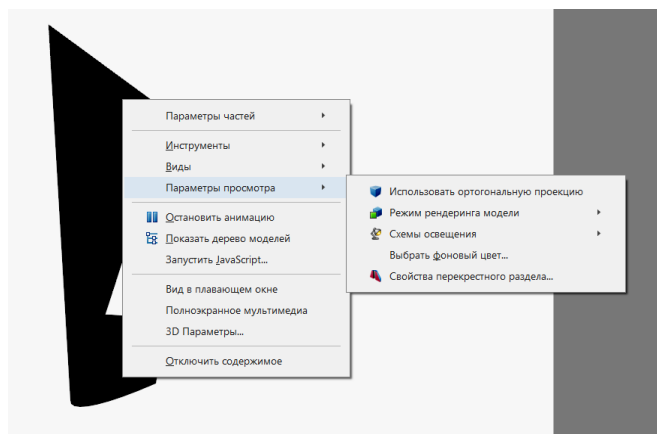 Параметры частей
Инструменты
Виды
Параметры просмотра
Остановить анимацию
Показать дерево моделей
Запустить JavaScript...
Вид в плавающем окне
Полноэкранное мультимедиа
3D Параметры...
Отключить содержимое
Использовать ортогональную проекцию
Режим рендеринга модели
Схемы освещения
Выбрать фоновый цвет...
Свойства перекрестного раздела...